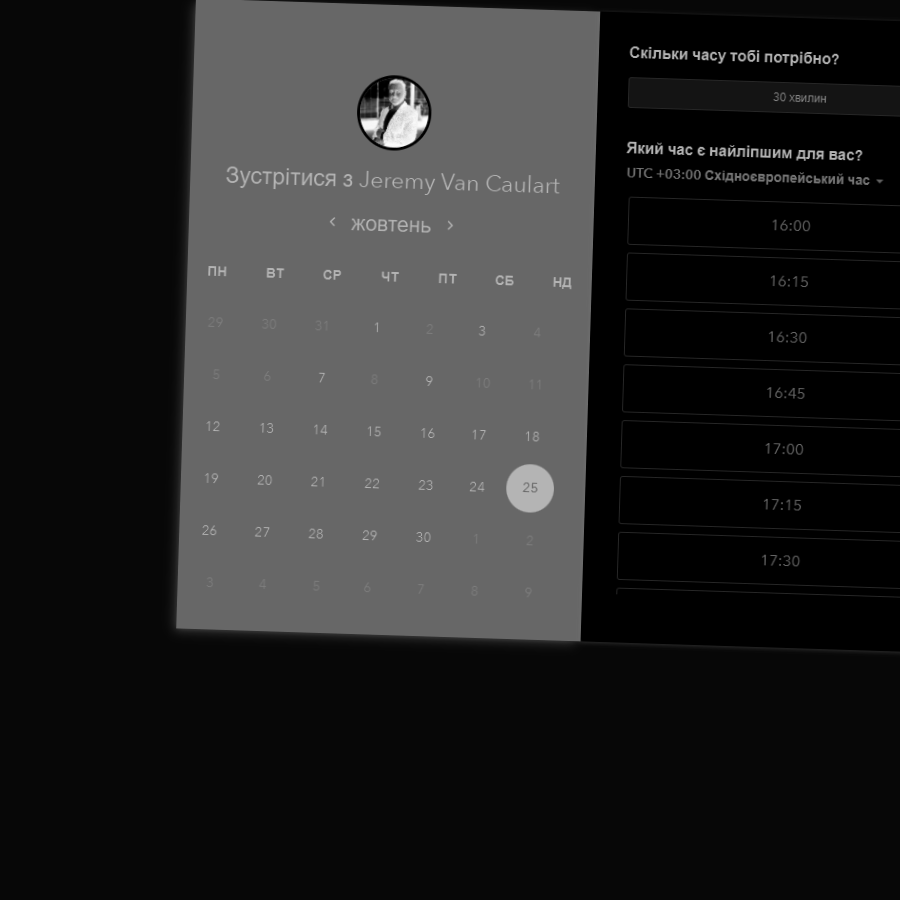 Зустрітися з Jeremy Van Caulart
жовтень
ПН ВТ СР ЧТ ПТ СБ НД
29 30 31 1 2 3 4
5 6 7 8 9 10 11
12 13 14 15 16 17 18
19 20 21 22 23 24 25
26 27 28 29 30 1 2
3 4 5 6 7 8 9
Скільки часу тобі потрібно?
30 хвилин
Який час є найліпшим для вас?
UTC +03:00 Східноєвропейський час
16:00
16:15
16:30
16:45
17:00
17:15
17:30